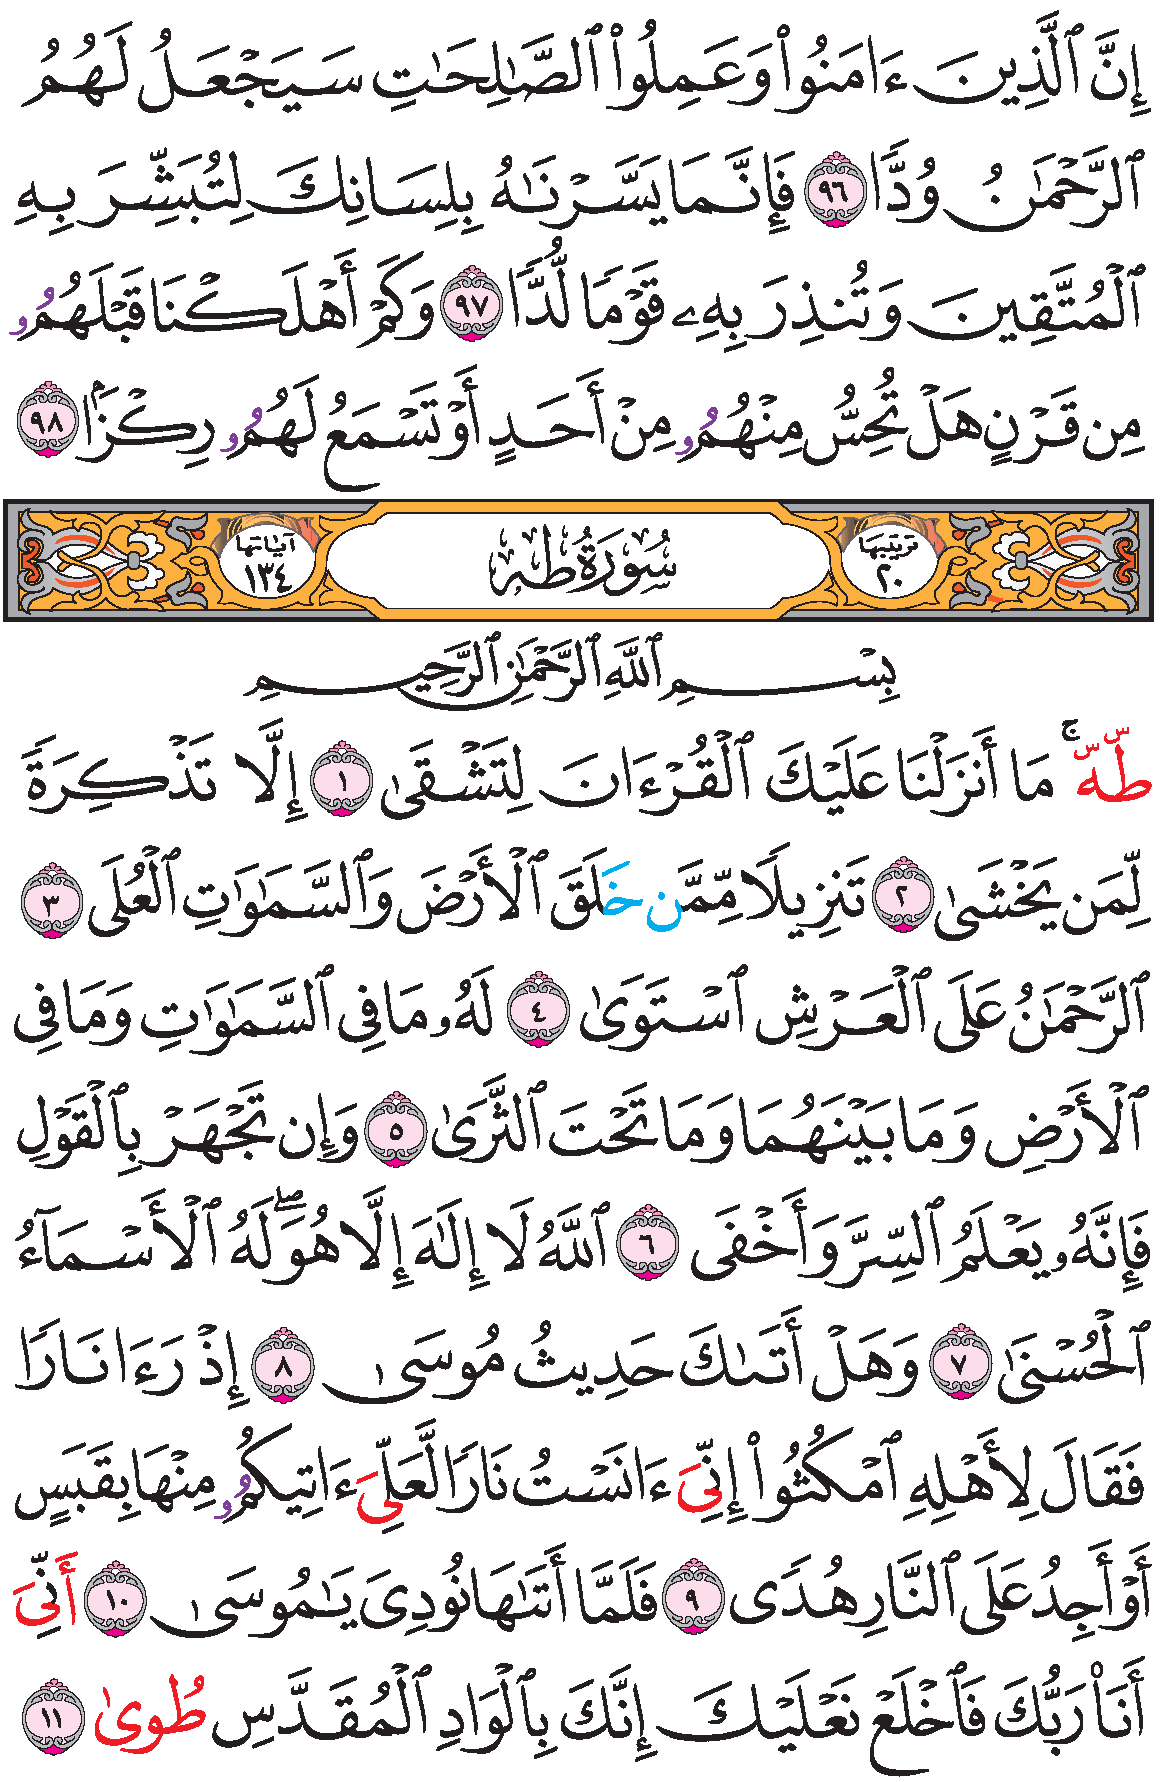 إِنَّ ٱلَّذِينَ ءَامَنُواْ وَعَمِلُواْ ٱلصَّٰلِحَٰتِ سَيَجْعَلُ لَهُمُ
ٱلرَّحْمَٰنُ وُدّٗا ٩٦ فَإِنَّمَا يَسَّرْنَٰهُ بِلِسَانِكَ لِتُبَشِّرَ بِهِ
ٱلْمُتَّقِينَ وَتُنذِرَ بِهِۦ قَوْمٗا لُّدّٗا ٩٧ وَكَمْ أَهْلَكْنَا قَبْلَهُمُۥ
مِن قَرْنٍ هَلْ تُحِسُّ مِنْهُمُۥ مِنْ أَحَدٍ أَوْ تَسْمَعُ لَهُمُۥ رِكْزَۢا ٩٨
ترتيبها ٢٠ سُورَةُ طه آياتها ١٣٤
بِسْمِ ٱللَّهِ ٱلرَّحْمَٰنِ ٱلرَّحِيمِ
طَهَۚ مَا أَنزَلْنَا عَلَيْكَ ٱلْقُرْءَانَ لِتَشْقَىٰ ١ إِلَّا تَذْكِرَةٗ
لِّمَن يَخْشَىٰ ٢ تَنزِيلٗا مِّمَّن خَلَقَ ٱلْأَرْضَ وَٱلسَّمَٰوَٰتِ ٱلْعُلَى ٣
ٱلرَّحْمَٰنُ عَلَى ٱلْعَرْشِ ٱسْتَوَىٰ ٤ لَهُۥ مَا فِي ٱلسَّمَٰوَٰتِ وَمَا فِي
ٱلْأَرْضِ وَمَا بَيْنَهُمَا وَمَا تَحْتَ ٱلثَّرَىٰ ٥ وَإِن تَجْهَرْ بِٱلْقَوْلِ
فَإِنَّهُۥ يَعْلَمُ ٱلسِّرَّ وَأَخْفَى ٦ ٱللَّهُ لَا إِلَٰهَ إِلَّا هُوَۖ لَهُ ٱلْأَسْمَآءُ
ٱلْحُسْنَىٰ ٧ وَهَلْ أَتَىٰكَ حَدِيثُ مُوسَىٰ ٨ إِذْ رَءَا نَارٗا
فَقَالَ لِأَهْلِهِ ٱمْكُثُواْ إِنِّيَ ءَانَسْتُ نَارٗا لَّعَلِّيَ ءَاتِيكُمُۥ مِنْهَا بِقَبَسٍ
أَوْ أَجِدُ عَلَى ٱلنَّارِ هُدٗى ٩ فَلَمَّا أَتَىٰهَا نُودِيَ يَٰمُوسَىٰ ١٠ أَنِّيَ
أَنَا۠ رَبُّكَ فَٱخْلَعْ نَعْلَيْكَ إِنَّكَ بِٱلْوَادِ ٱلْمُقَدَّسِ طُوىٰ ١١